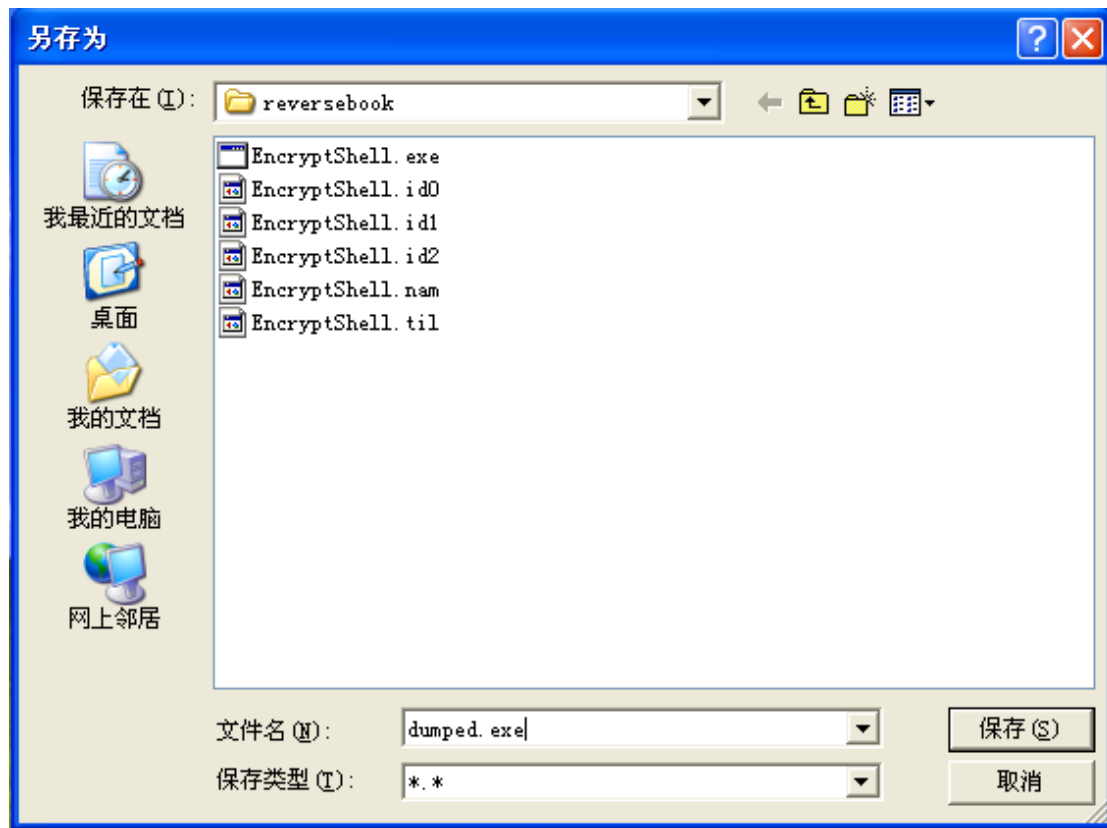 另存为
保存在(I):
reversebook
EncryptShell.exe
EncryptShell.id0
EncryptShell.id1
EncryptShell.id2
EncryptShell.nam
EncryptShell.til
我最近的文档
桌面
我的文档
我的电脑
网上邻居
文件名(N):
dumped.exe
保存(S)
保存类型(T):
*.*
取消